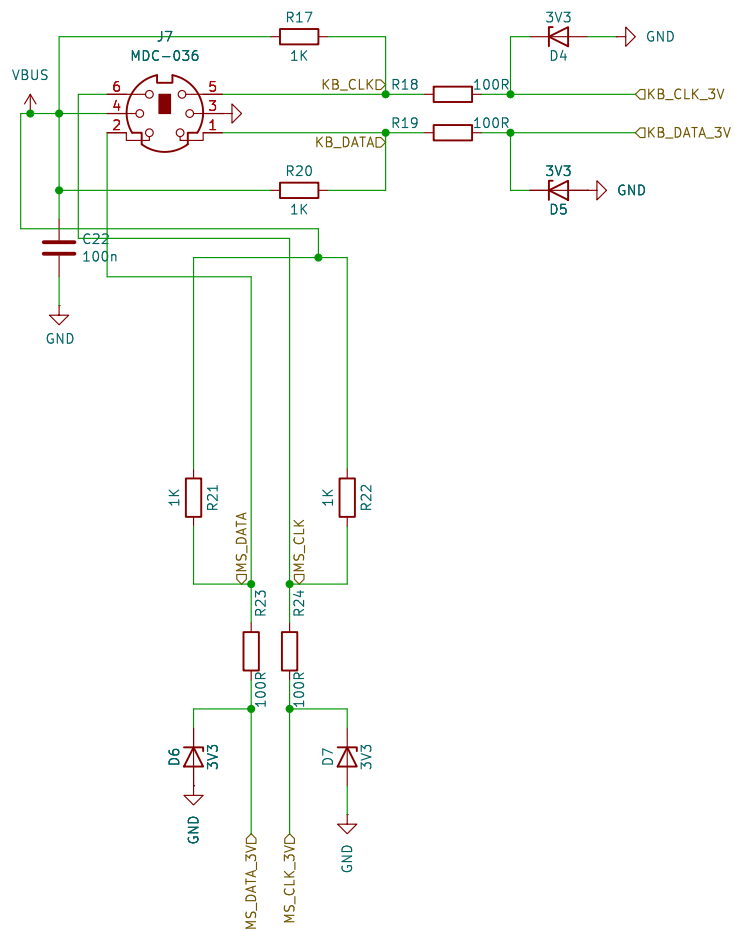 R17
3V3
J7
GND
1K
D4
MDC-036
VBUS
KB_CLK
R18
100R
6
5
KB_CLK_3V
4
3
2
1
R19
100R
KB_DATA
KB_DATA_3V
R20
3V3
GND
1K
D5
C22
100n
GND
1K
R21
1K
R22
MS_DATA
MS_CLK
R23
R24
100R
100R
D6
3V3
D7
3V3
GND
GND
MS_DATA_3V
MS_CLK_3V